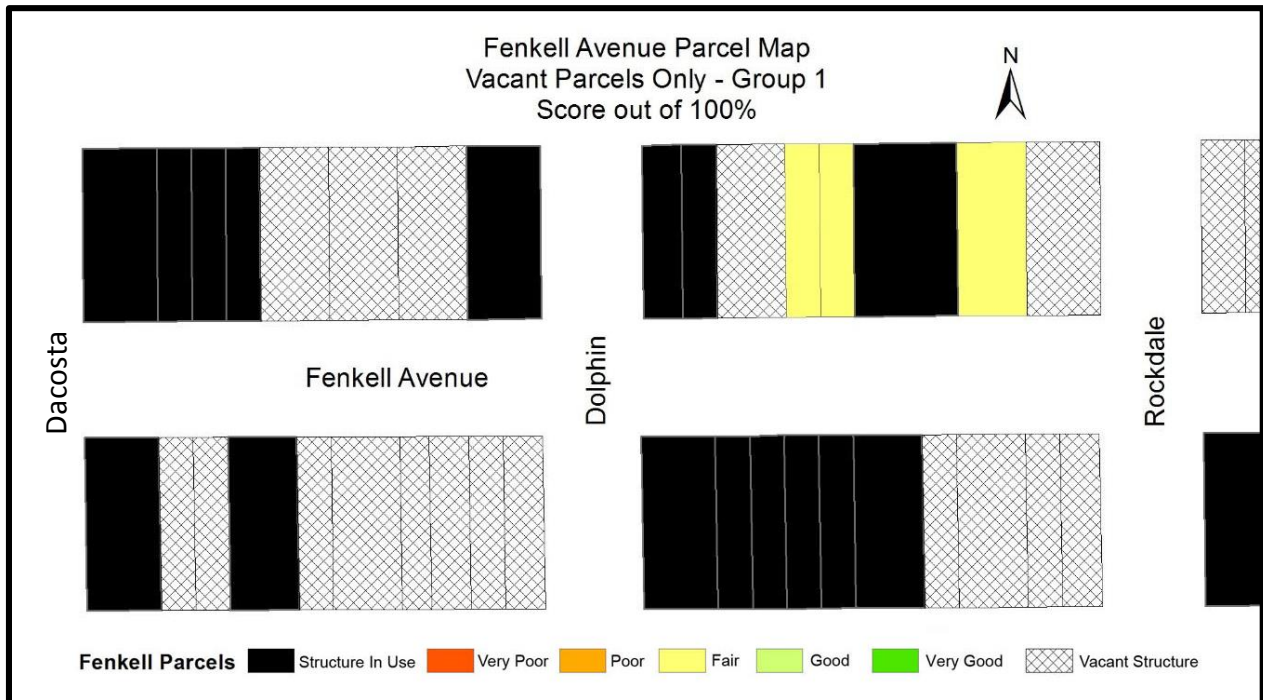 Fenkell Avenue Parcel Map
Vacant Parcels Only - Group 1
Score out of 100%
N
Dacosta
Fenkell Avenue
Dolphin
Rockdale
Fenkell Parcels Structure In Use Very Poor Poor Fair Good Very Good Vacant Structure